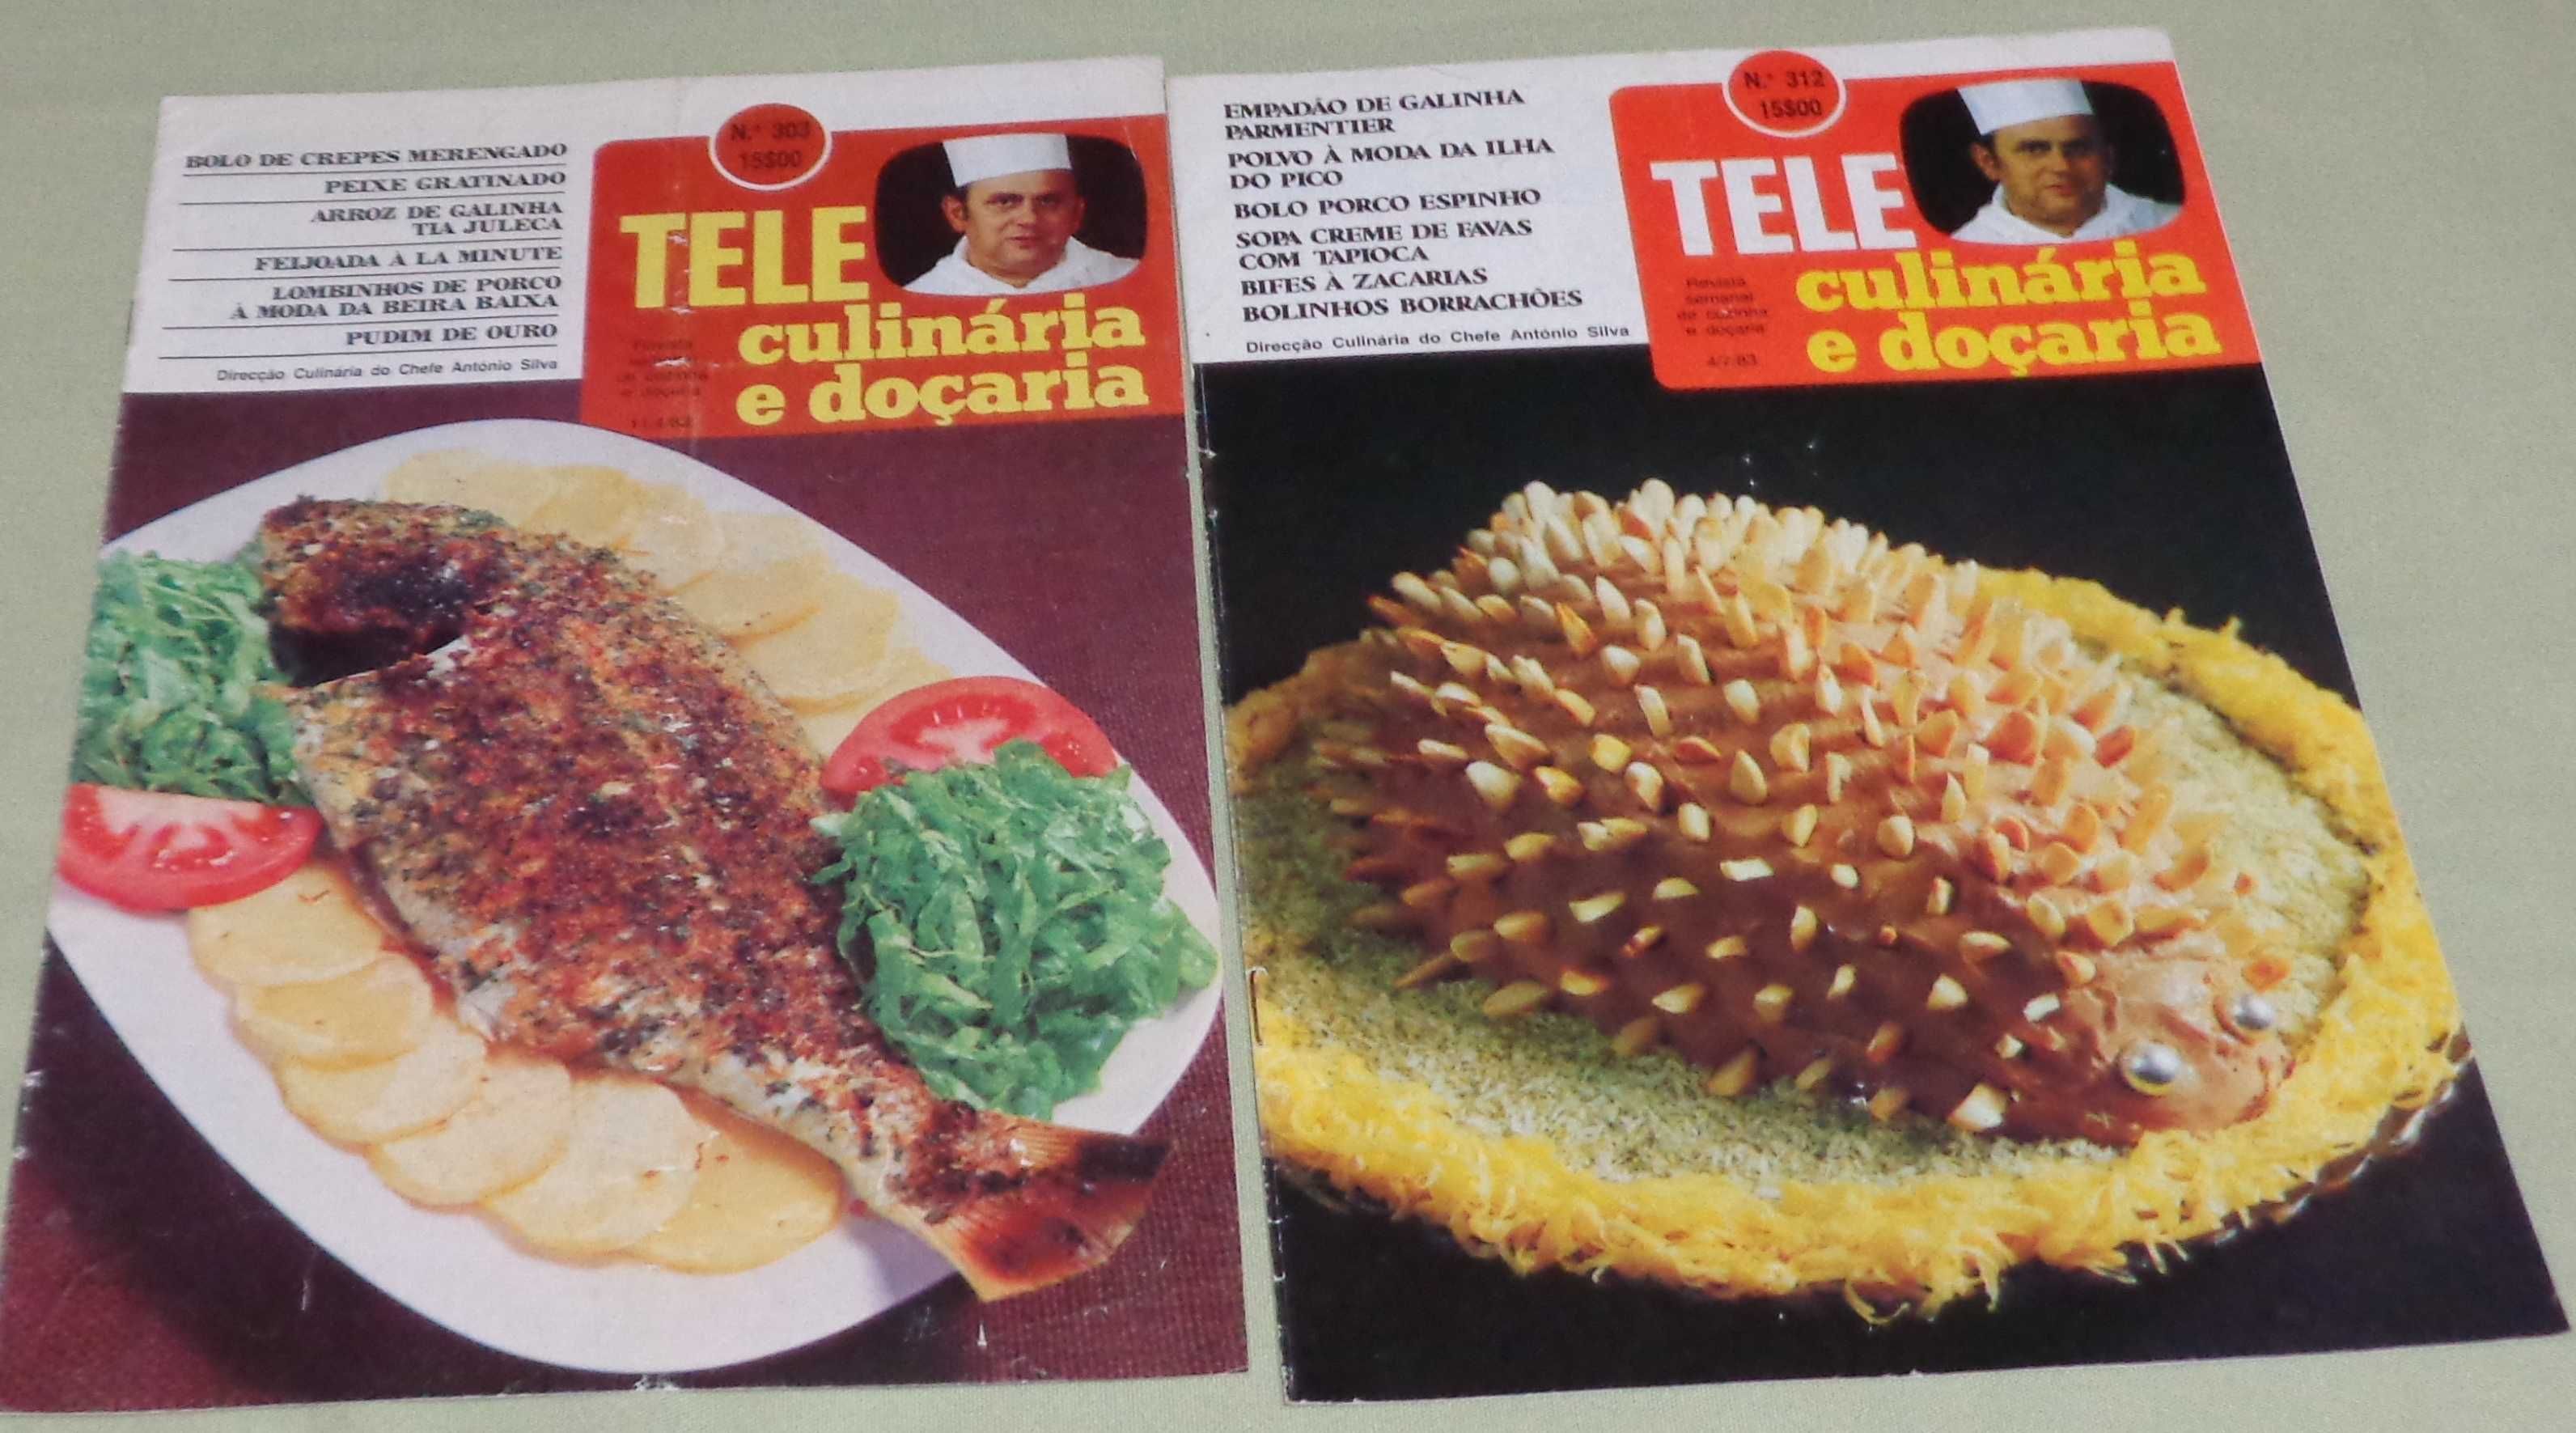 BOLO DE CREPES MERENGADO
PEIXE GRATINADO
ARROZ DE GALINHA
TIA JULECA
FEIJOADA À LA MINUTE
LOMBINHOS DE PORCO
À MODA DA BEIRA BAIXA
PUDIM DE OURO
Direcção Culinária do Chefe António Silva
N.º 303
15$00
TELE
culinária
e doçaria
EMPADÃO DE GALINHA
PARMENTIER
POLVO À MODA DA ILHA
DO PICO
BOLO PORCO ESPINHO
SOPA CREME DE FAVAS
COM TAPIOCA
BIFES À ZACARIAS
BOLINHOS BORRACHÕES
Direcção Culinária do Chefe António Silva
N.º 312
15$00
TELE
culinária
e doçaria
Revista
semanal
de cozinha
e doçaria